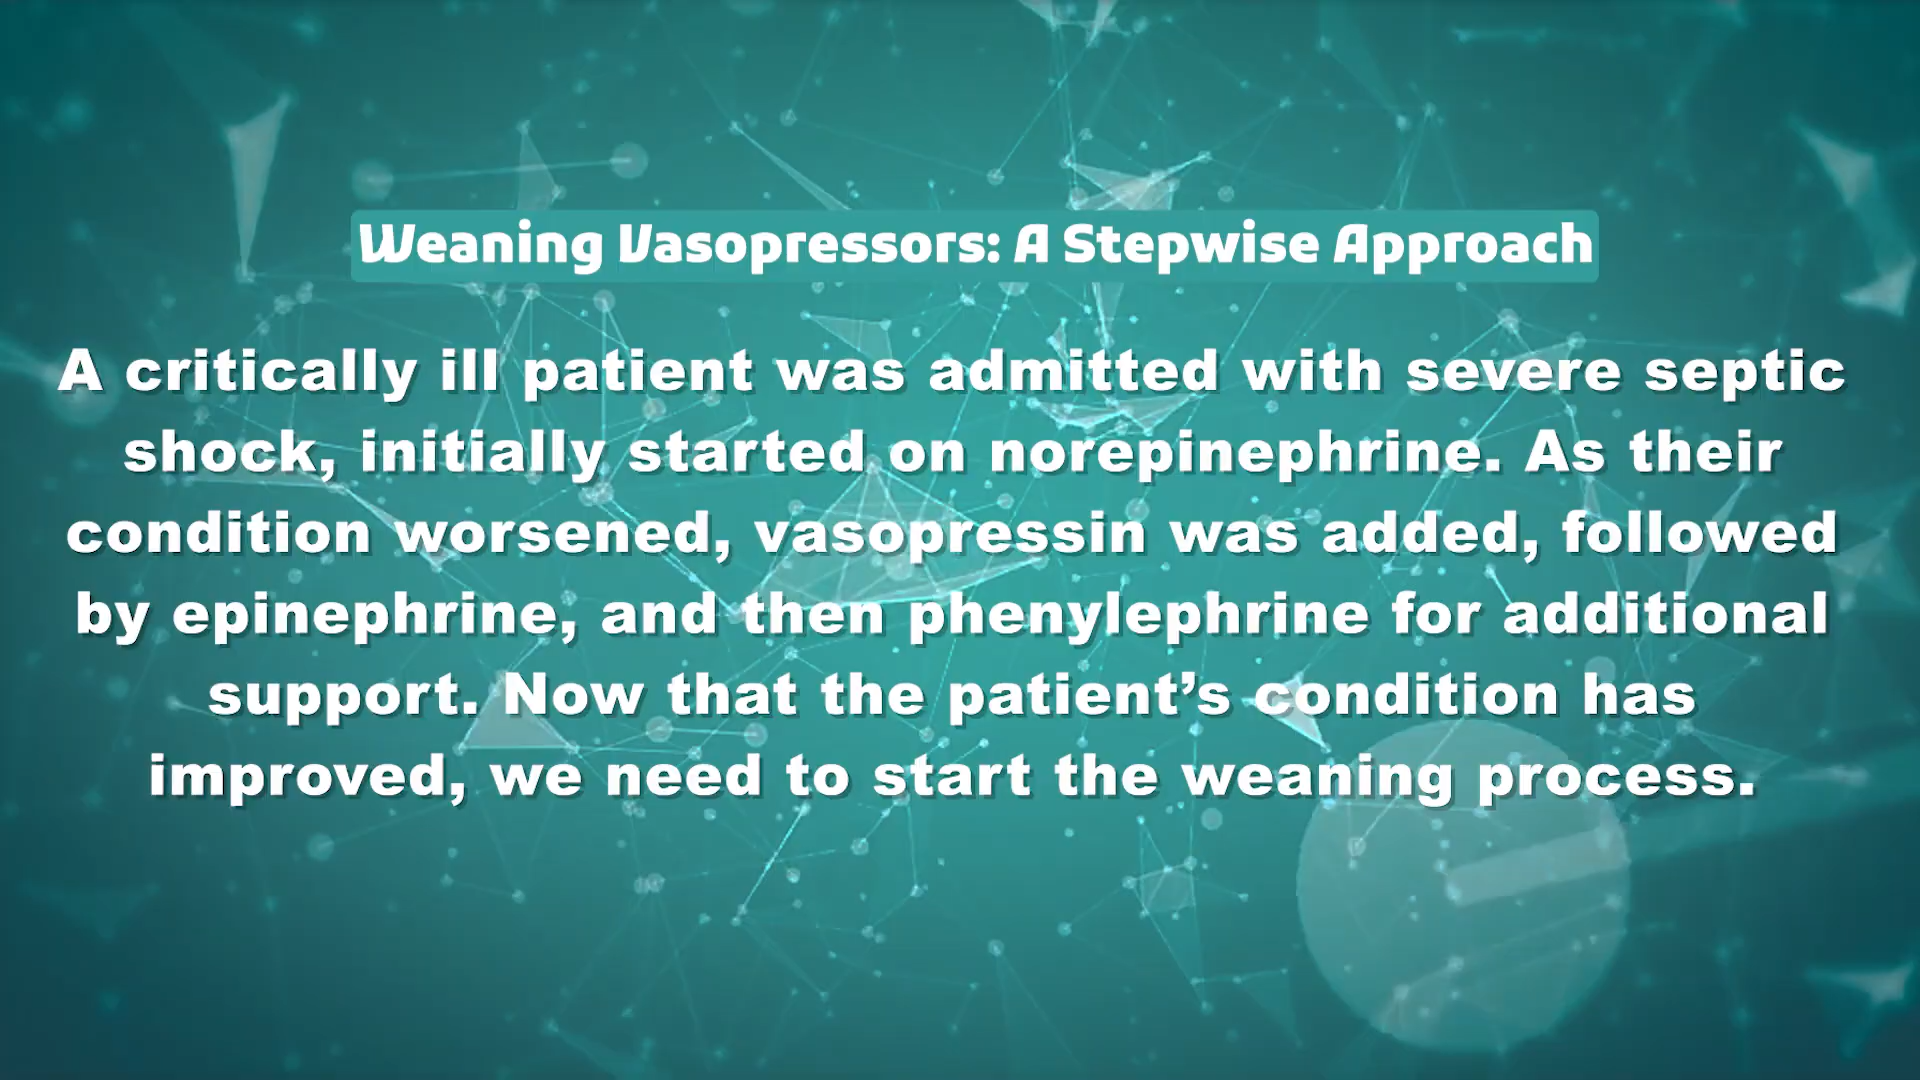 Weaning Vasopressors: A Stepwise Approach
A critically ill patient was admitted with severe septic
shock, initially started on norepinephrine. As their
condition worsened, vasopressin was added, followed
by epinephrine, and then phenylephrine for additional
support. Now that the patient’s condition has
improved, we need to start the weaning process.